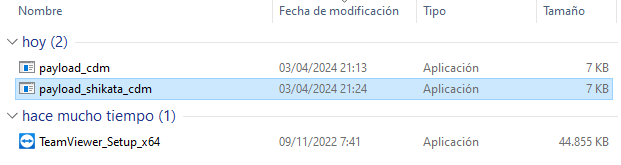 Nombre Fecha de modificación Tipo Tamaño
hoy (2)
payload_cdm 03/04/2024 21:13 Aplicación 7 KB
payload_shikata_cdm 03/04/2024 21:24 Aplicación 7 KB
hace mucho tiempo (1)
TeamViewer_Setup_x64 09/11/2022 7:41 Aplicación 44.855 KB